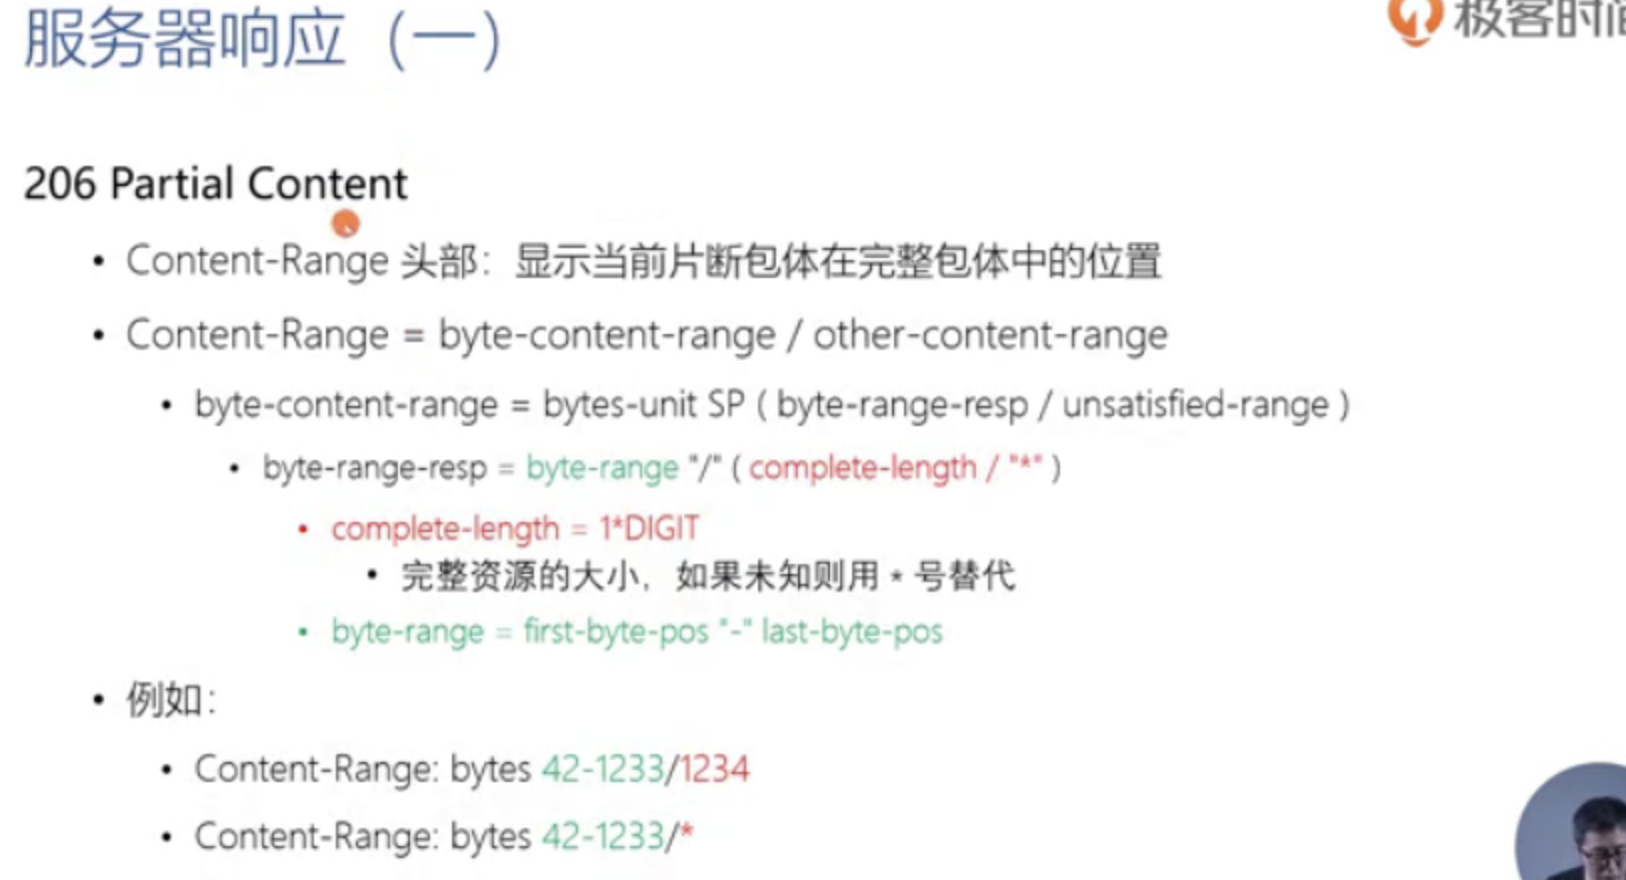 服务器响应（一）
极客时间
206 Partial Content
• Content-Range 头部：显示当前片断包体在完整包体中的位置
• Content-Range = byte-content-range / other-content-range
• byte-content-range = bytes-unit SP ( byte-range-resp / unsatisfied-range )
• byte-range-resp = byte-range "/" ( complete-length / "*" )
• complete-length = 1*DIGIT
• 完整资源的大小，如果未知则用 * 号替代
• byte-range = first-byte-pos "-" last-byte-pos
• 例如：
• Content-Range: bytes 42-1233/1234
• Content-Range: bytes 42-1233/*